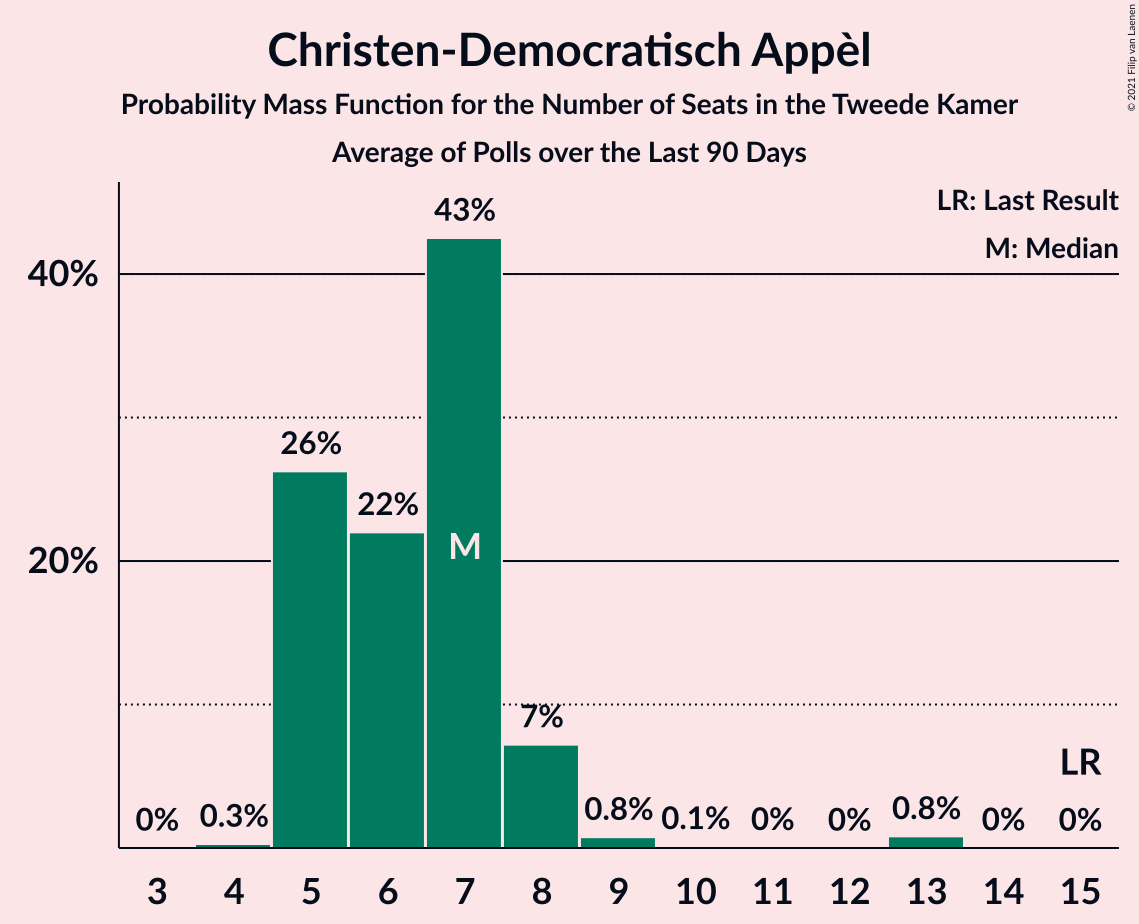 Christen-Democratisch Appèl
Probability Mass Function for the Number of Seats in the Tweede Kamer
Average of Polls over the Last 90 Days
© 2021 Filip van Laenen
LR: Last Result
M: Median
43%
40%
26%
22%
M
20%
7%
LR
0% 0.3% 0.8% 0.1% 0% 0% 0.8% 0% 0%
3 4 5 6 7 8 9 10 11 12 13 14 15